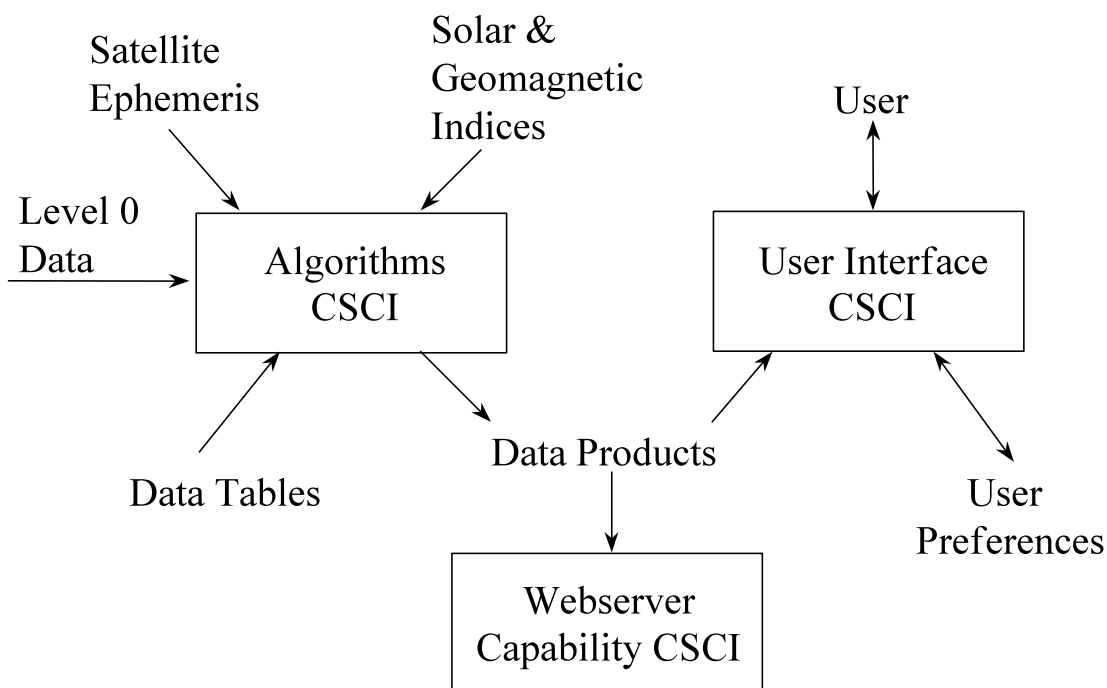 Satellite
Ephemeris
Solar &
Geomagnetic
Indices
User
Level 0
Data
Algorithms
CSCI
User Interface
CSCI
Data Products
Data Tables
User
Preferences
Webserver
Capability CSCI